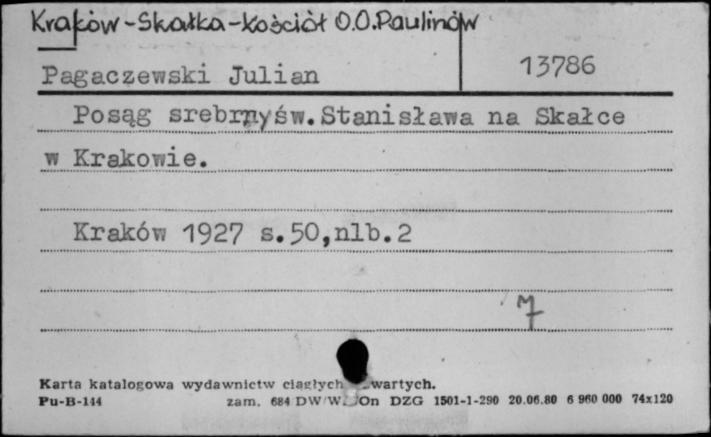 Kraków-Skałka-Kościół O.O.Paulinów
Pagaczewski Julian
13786
Posąg srebrnyśw.Stanisława na Skałce
w Krakowie.
Kraków 1927 s.50,nlb.2
Karta katalogowa wydawnictw ciągłych wartych.
Pu-B-144 zam. 684 DW/W. On DZG 1501-1-290 20.06.80 6 960 000 74x120